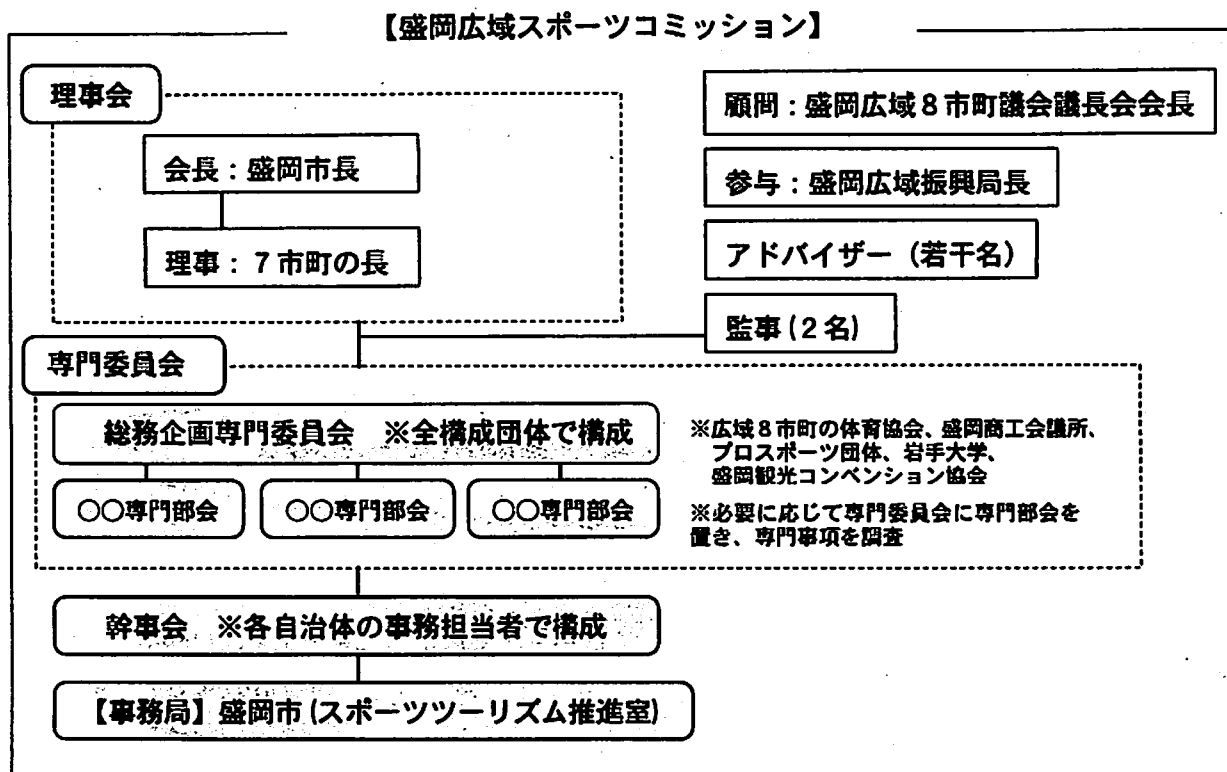 【盛岡広域スポーツコミッション】
理事会
会長：盛岡市長
理事：７市町の長
顧問：盛岡広域８市町議会議長会会長
参与：盛岡広域振興局長
アドバイザー（若干名）
監事(２名)
専門委員会
総務企画専門委員会　※全構成団体で構成
〇〇専門部会
〇〇専門部会
〇〇専門部会
※広域８市町の体育協会、盛岡商工会議所、
プロスポーツ団体、岩手大学、
盛岡観光コンベンション協会
※必要に応じて専門委員会に専門部会を
置き、専門事項を調査
幹事会　※各自治体の事務担当者で構成
【事務局】盛岡市(スポーツツーリズム推進室)